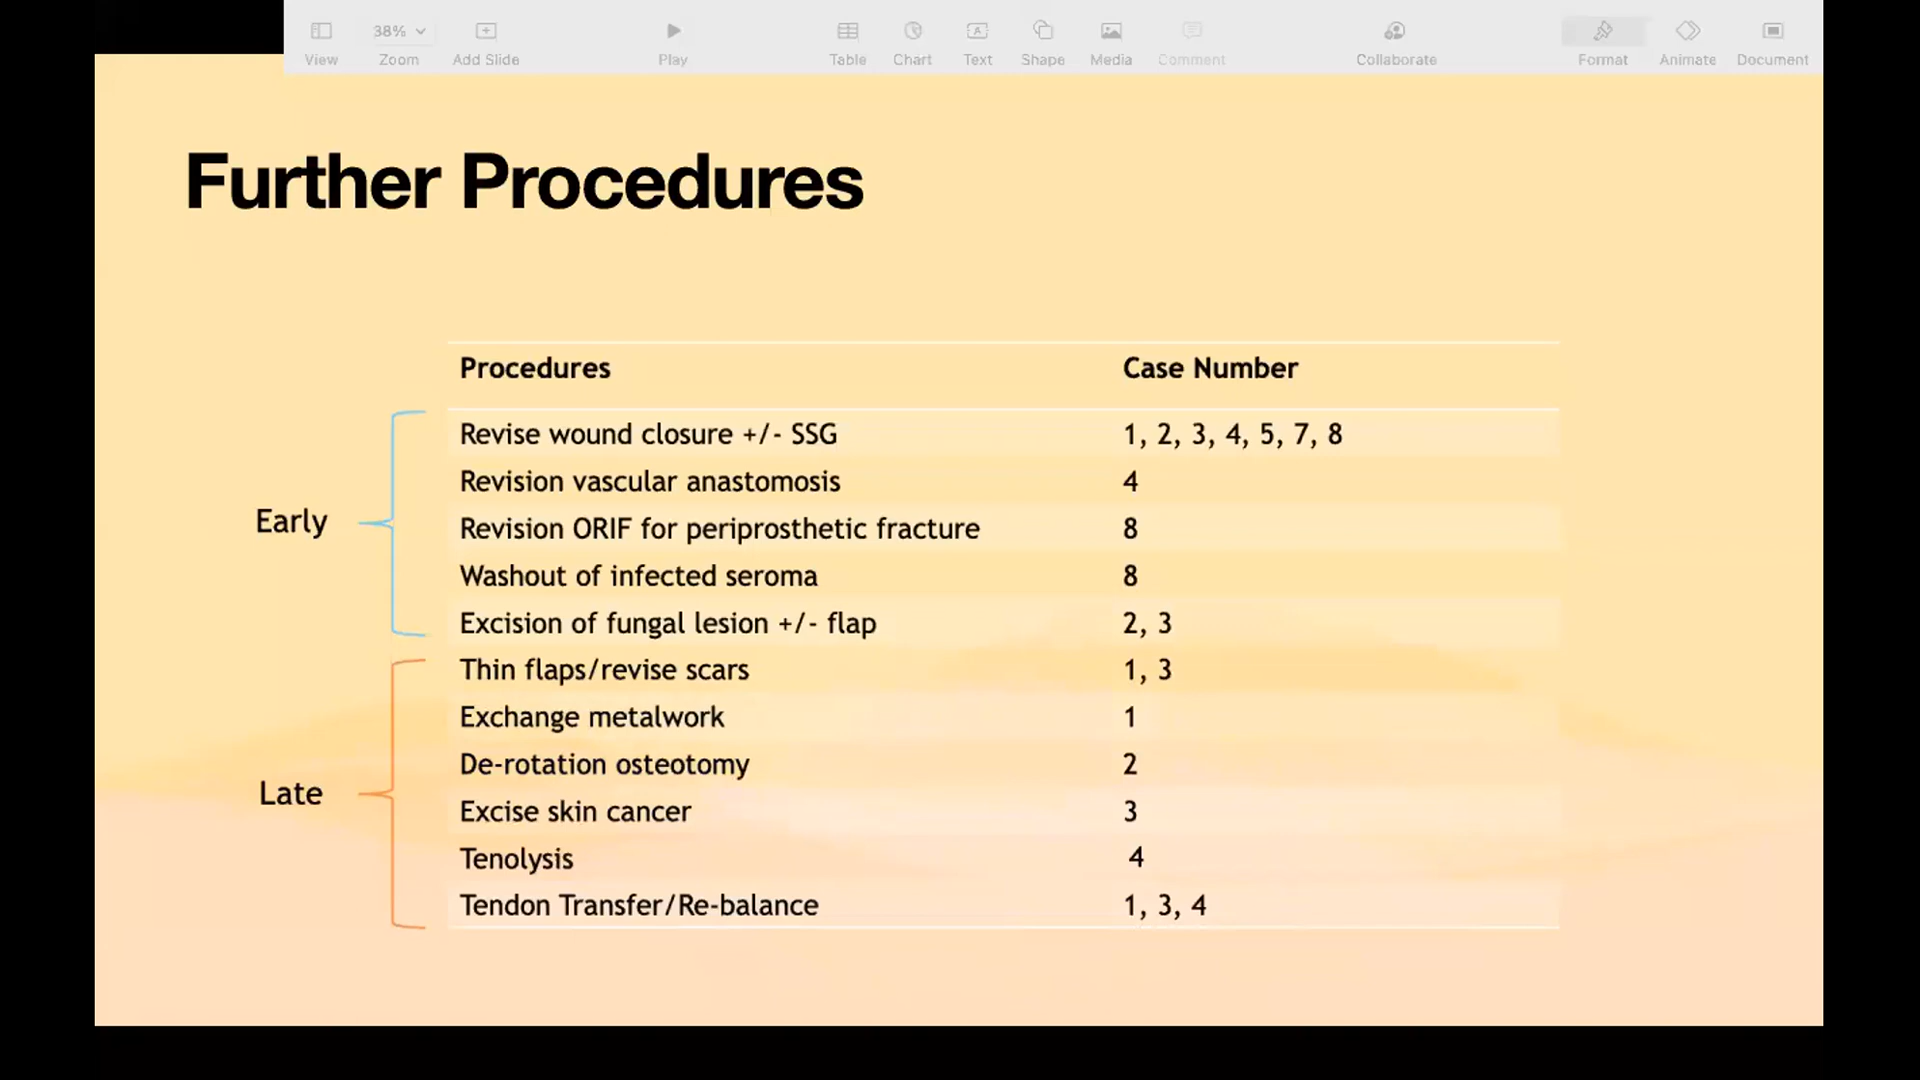 View 38% Zoom Add Slide Play Table Chart Text Shape Media Comment Collaborate Format Animate Document
Further Procedures
Procedures Case Number
Revise wound closure +/- SSG 1, 2, 3, 4, 5, 7, 8
Revision vascular anastomosis 4
Early Revision ORIF for periprosthetic fracture 8
Washout of infected seroma 8
Excision of fungal lesion +/- flap 2, 3
Thin flaps/revise scars 1, 3
Exchange metalwork 1
De-rotation osteotomy 2
Late Excise skin cancer 3
Tenolysis 4
Tendon Transfer/Re-balance 1, 3, 4